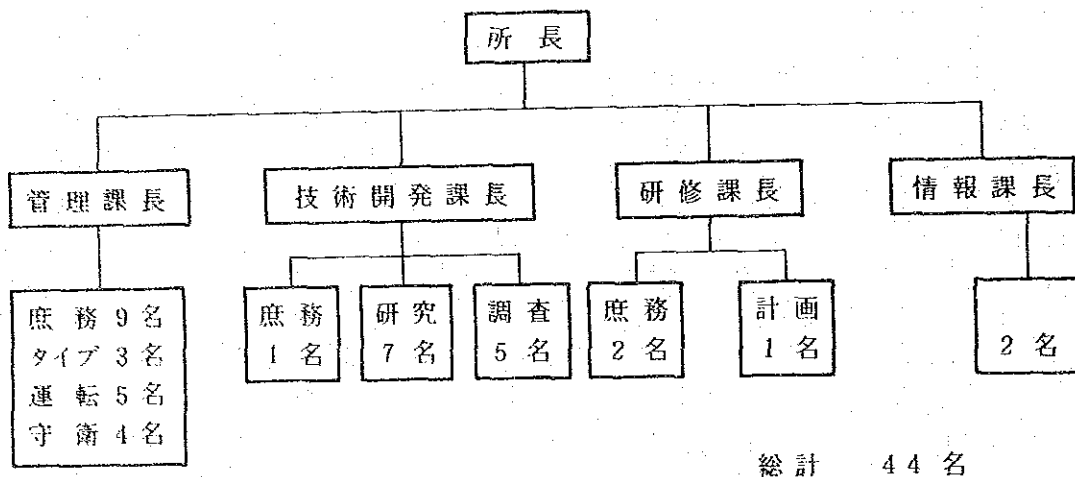 所長
管理課長
技術開発課長
研修課長
情報課長
庶務 9 名
タイプ 3 名
運転 5 名
守衛 4 名
庶務
1 名
研究
7 名
調査
5 名
庶務
2 名
計画
1 名
2 名
総計 44 名